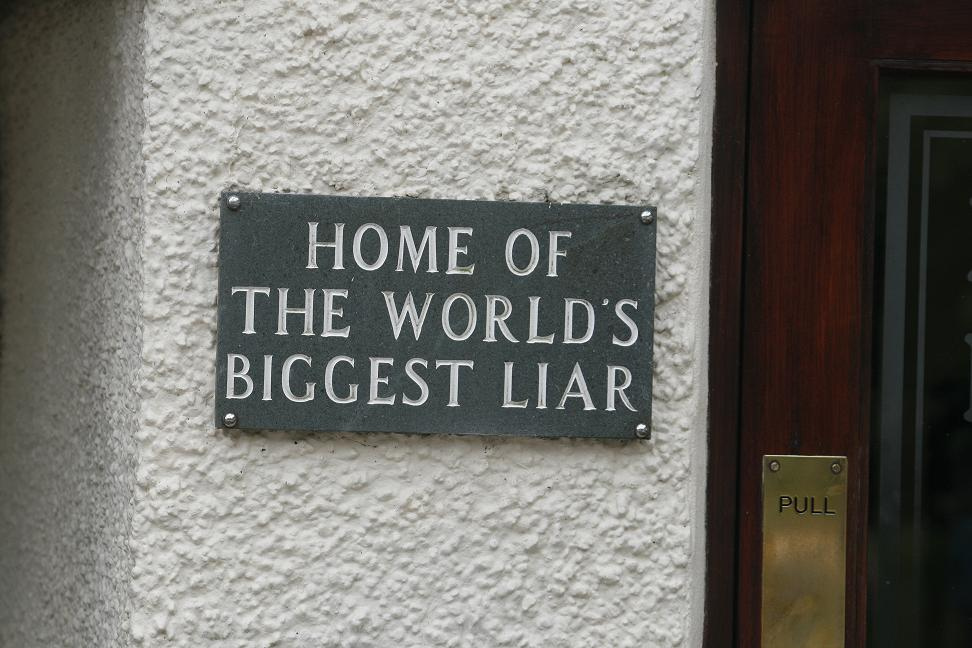 HOME OF
THE WORLD'S
BIGGEST LIAR
PULL